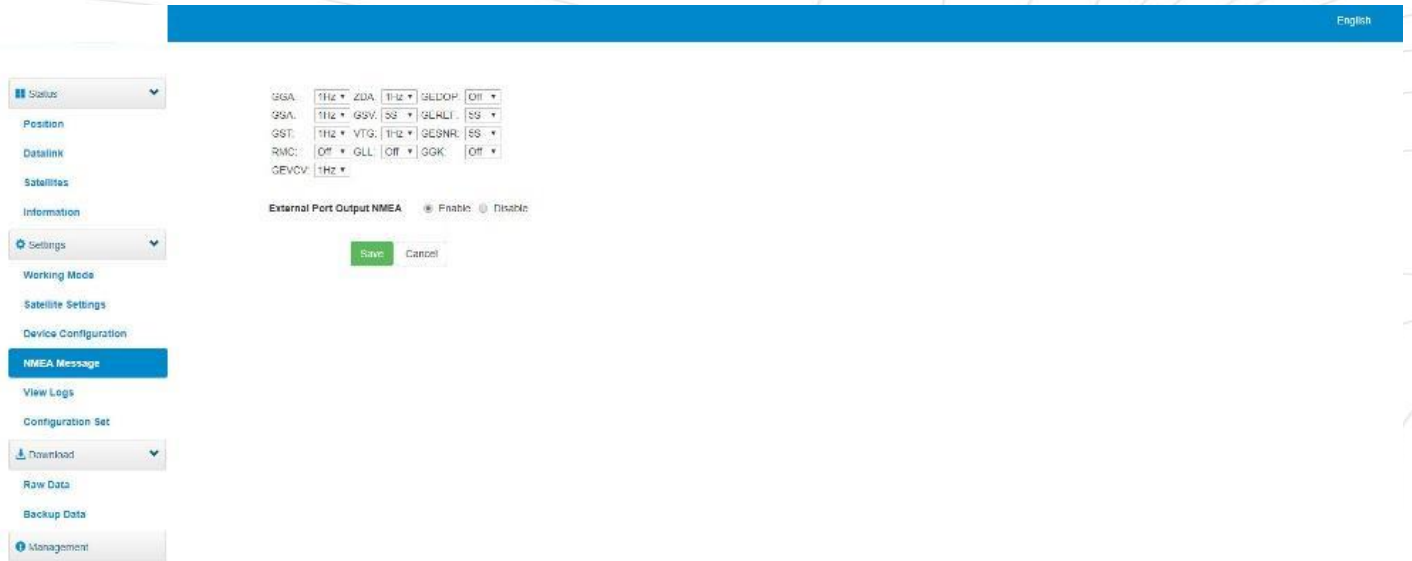 English
Status
Position
Datalink
Satellites
Information
Settings
Working Mode
Satellite Settings
Device Configuration
NMEA Message
View Logs
Configuration Set
Download
Raw Data
Backup Data
Management
GGA: 1Hz ZDA: 1Hz GEDOP: Off
GSA: 1Hz GSV: 5S 5S
GST: 1Hz VTG: 1Hz GESNR: 5S
RMC: Off GLL: Off GGK: Off
GEVCV: 1Hz
External Port Output NMEA Enable Disable
Save Cancel